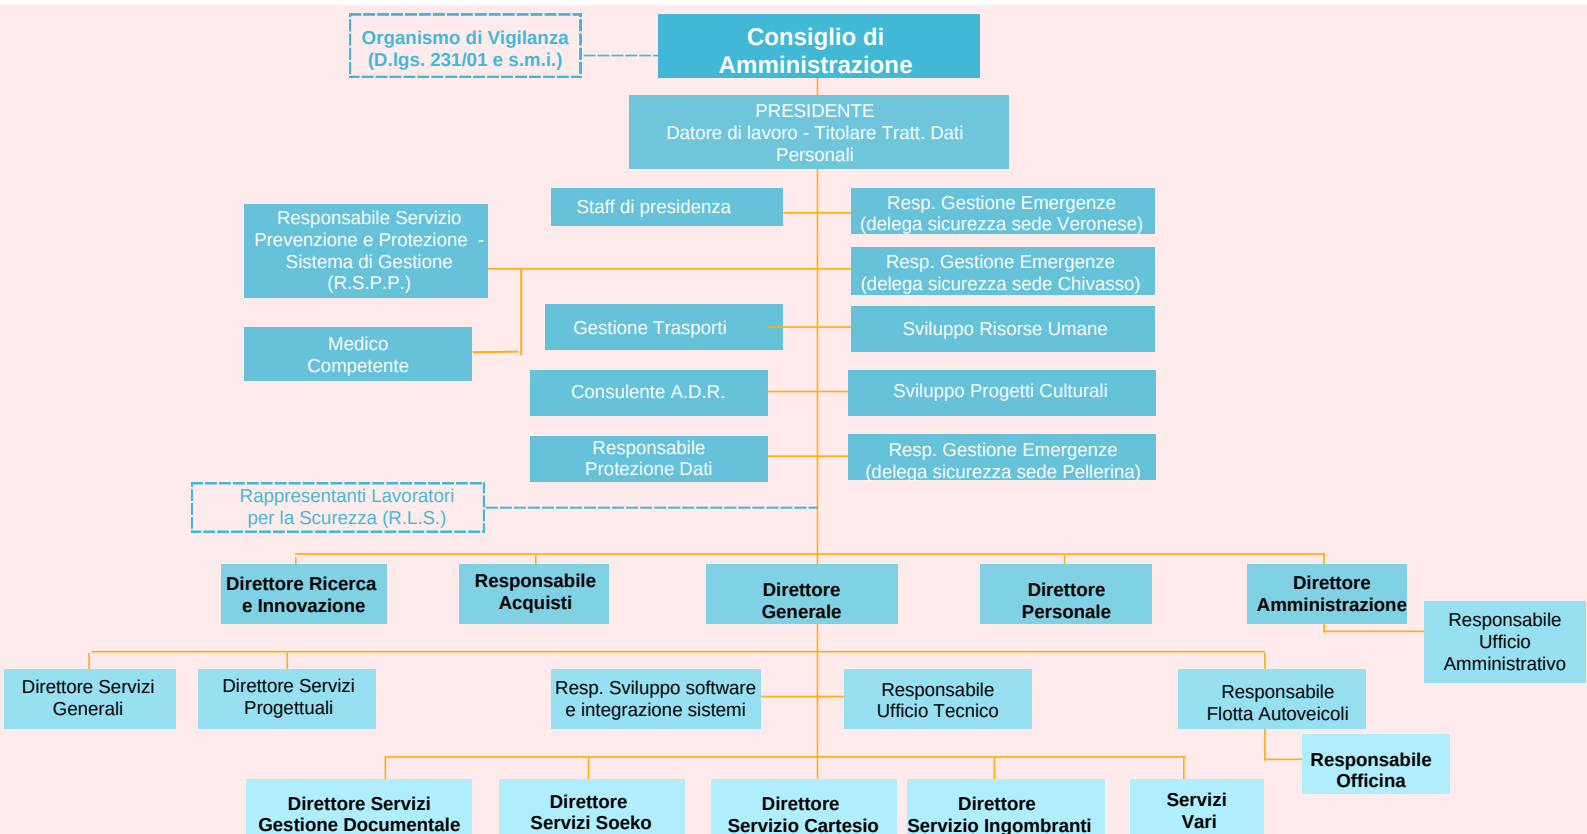 Organismo di Vigilanza
(D.lgs. 231/01 e s.m.i.)
Consiglio di
Amministrazione
PRESIDENTE
Datore di lavoro - Titolare Tratt. Dati
Personali
Staff di presidenza
Resp. Gestione Emergenze
(delega sicurezza sede Veronese)
Responsabile Servizio
Prevenzione e Protezione -
Sistema di Gestione
(R.S.P.P.)
Resp. Gestione Emergenze
(delega sicurezza sede Chivasso)
Medico
Competente
Gestione Trasporti
Sviluppo Risorse Umane
Consulente A.D.R.
Sviluppo Progetti Culturali
Responsabile
Protezione Dati
Resp. Gestione Emergenze
(delega sicurezza sede Pellerina)
Rappresentanti Lavoratori
per la Scurezza (R.L.S.)
Direttore Ricerca
e Innovazione
Responsabile
Acquisti
Direttore
Generale
Direttore
Personale
Direttore
Amministrazione
Responsabile
Ufficio
Amministrativo
Direttore Servizi
Generali
Direttore Servizi
Progettuali
Resp. Sviluppo software
e integrazione sistemi
Responsabile
Ufficio Tecnico
Responsabile
Flotta Autoveicoli
Responsabile
Officina
Direttore Servizi
Gestione Documentale
Direttore
Servizi Soeko
Direttore
Servizio Cartesio
Direttore
Servizio Ingombranti
Servizi
Vari